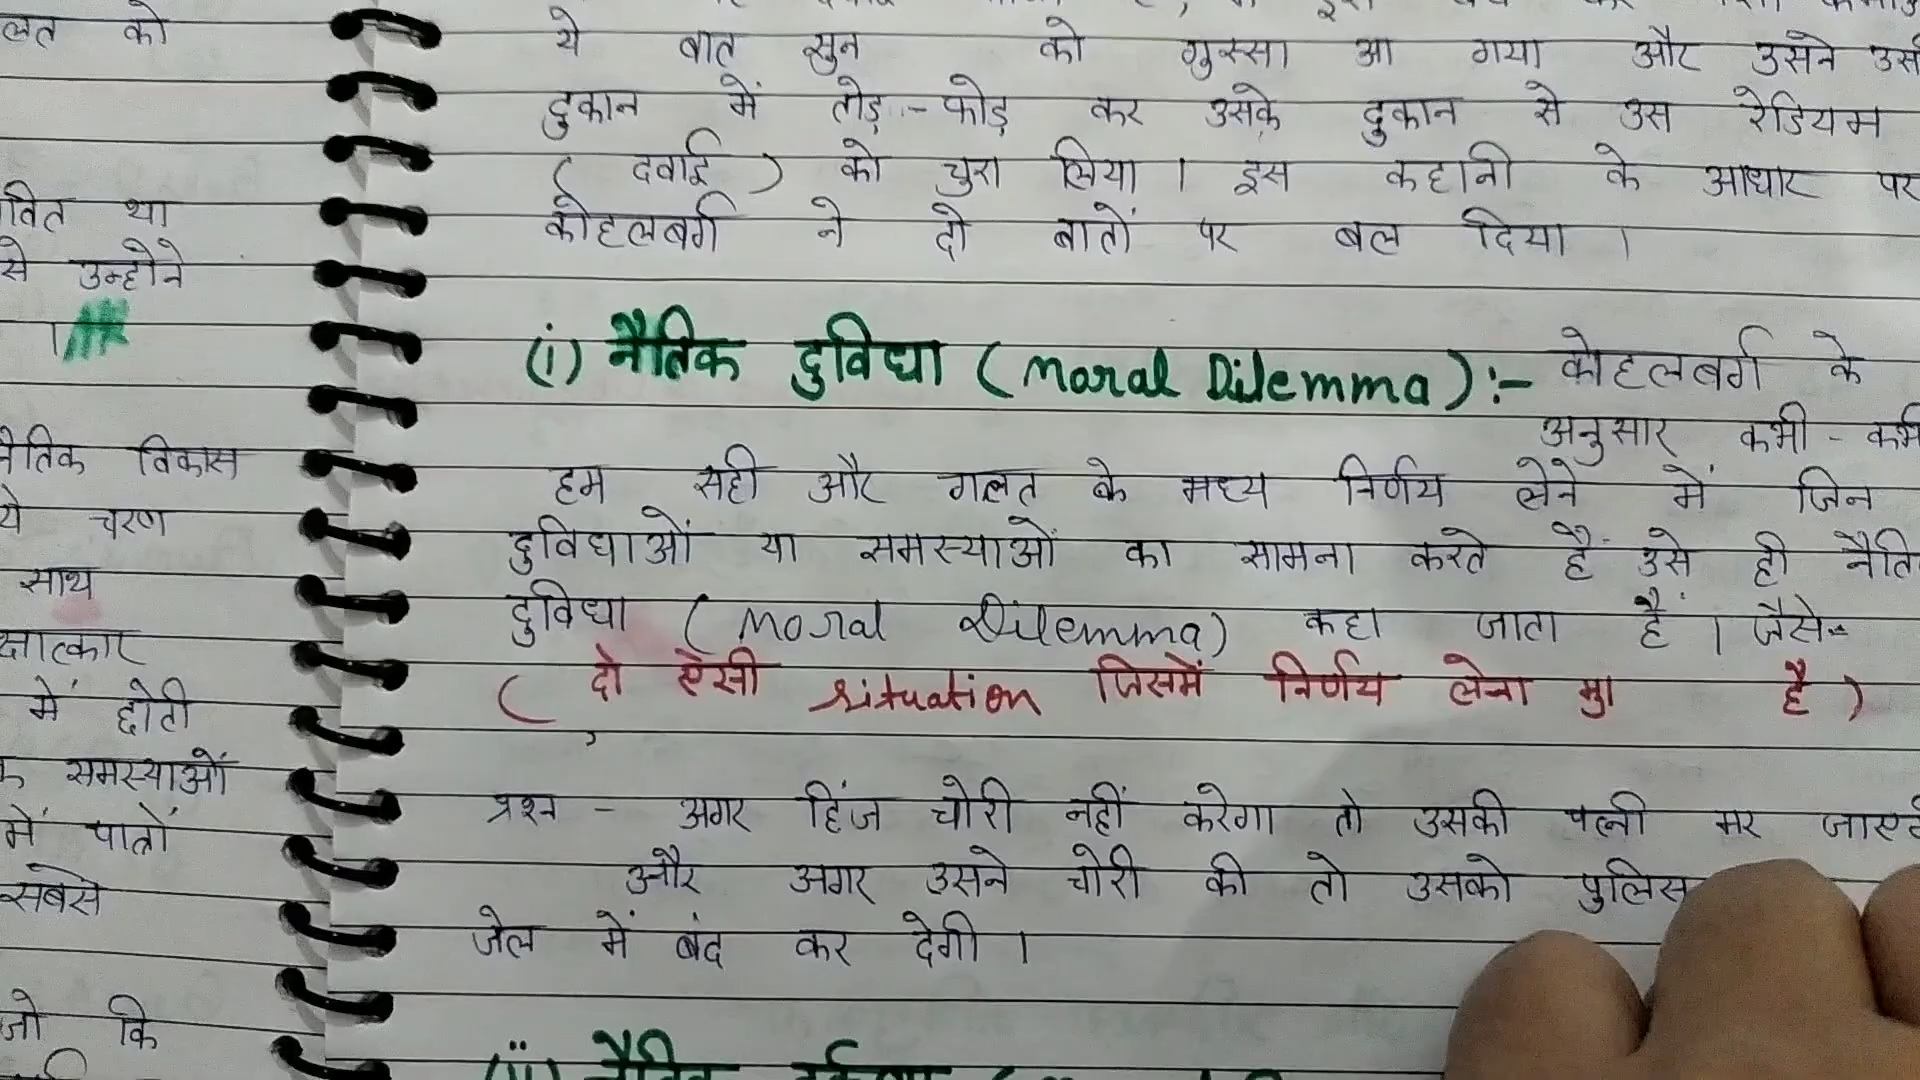 लत को
वित था
से उन्होने
।
नैतिक विकास
ये चरण
साथ
क्षात्कार
में होती
समस्याओं
में पात्रों
सबसे
जो कि
ये बात सुन को गुस्सा आ गया और उसने उस
दुकान में तोड़-फोड़ कर उसके दुकान से उस रेडियम
( दवाई ) को चुरा लिया । इस कहानी के आधार पर
कोहलबर्ग ने दो बातों पर बल दिया ।
(i) नैतिक दुविधा (Moral Dilemma) :- कोहलबर्ग के
अनुसार कभी - कभी
हम सही और गलत के मध्य निर्णय लेने में जिन
दुविधाओं या समस्याओं का सामना करते हैं उसे ही नैति
दुविधा (Moral Dilemma) कहा जाता है । जैसे-
( दो ऐसी situation जिसमें निर्णय लेना मु है )
प्रश्न - अगर हिंज चोरी नहीं करेगा तो उसकी पत्नी मर जाए
और अगर उसने चोरी की तो उसको पुलिस
जेल में बंद कर देगी ।
(ii) नैतिक